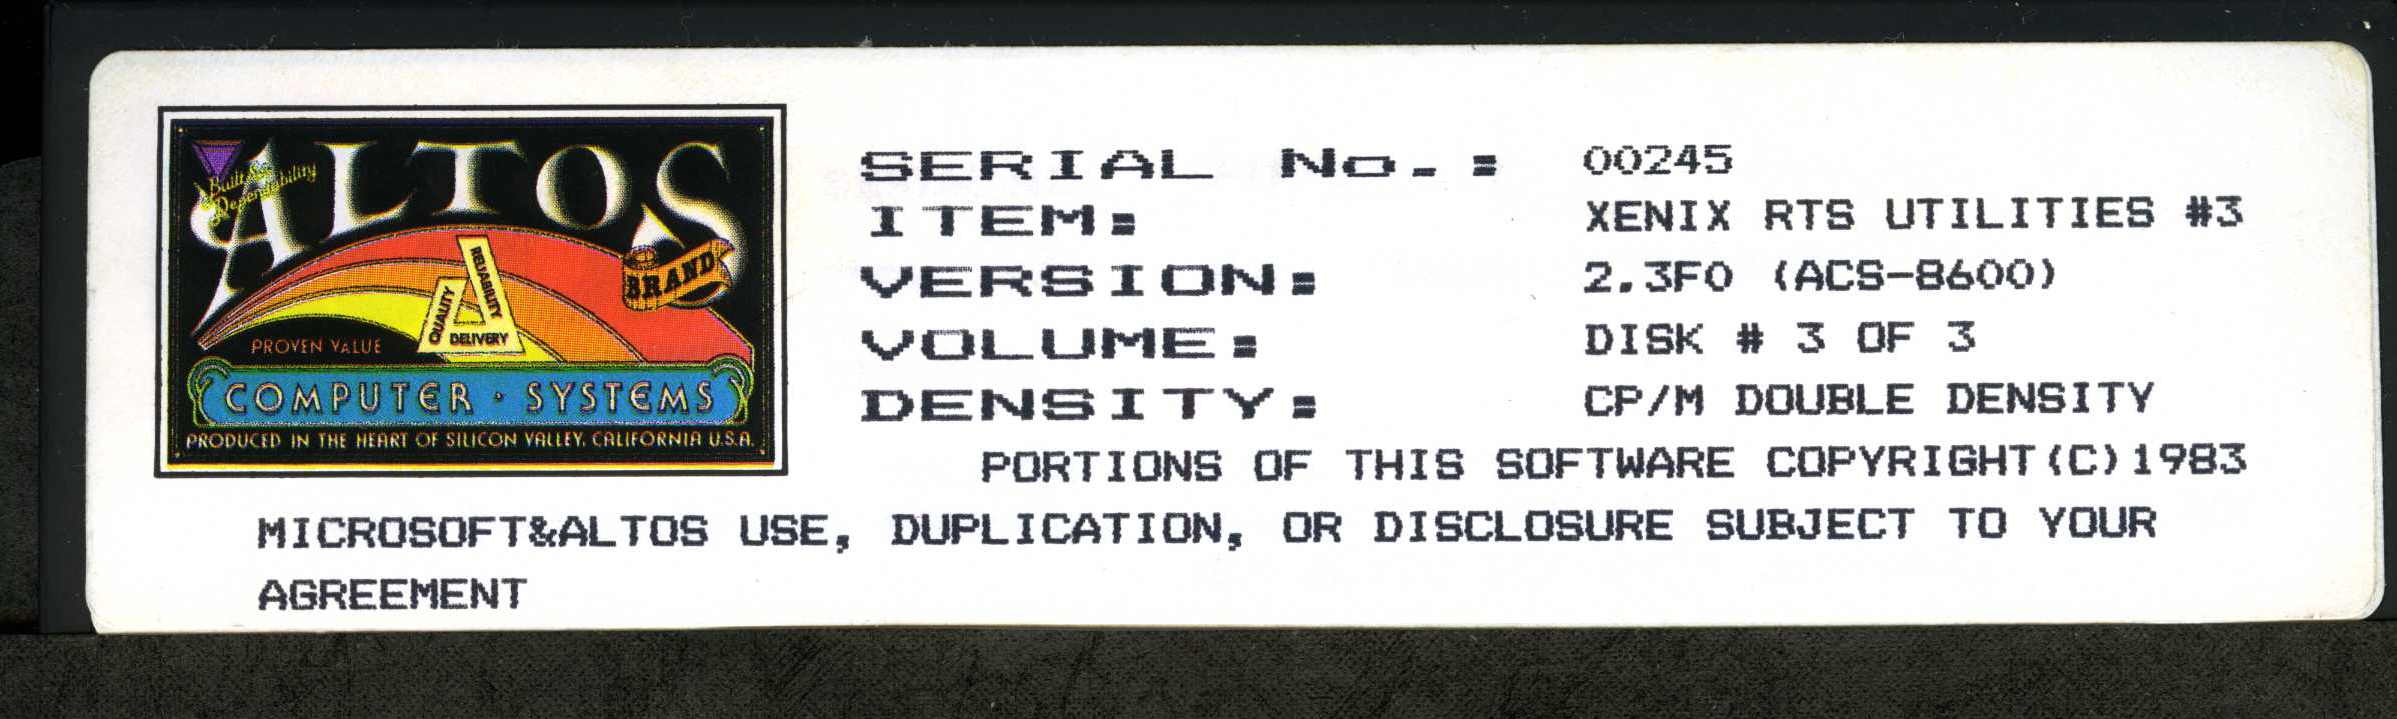 Built For Dependability
ALTOS
BRAND
QUALITY
RELIABILITY
DELIVERY
PROVEN VALUE
COMPUTER · SYSTEMS
PRODUCED IN THE HEART OF SILICON VALLEY, CALIFORNIA U.S.A.
SERIAL No.: 00245
ITEM: XENIX RTS UTILITIES #3
VERSION: 2.3F0 (ACS-8600)
VOLUME: DISK # 3 OF 3
DENSITY: CP/M DOUBLE DENSITY
PORTIONS OF THIS SOFTWARE COPYRIGHT(C)1983
MICROSOFT&ALTOS USE, DUPLICATION, OR DISCLOSURE SUBJECT TO YOUR
AGREEMENT